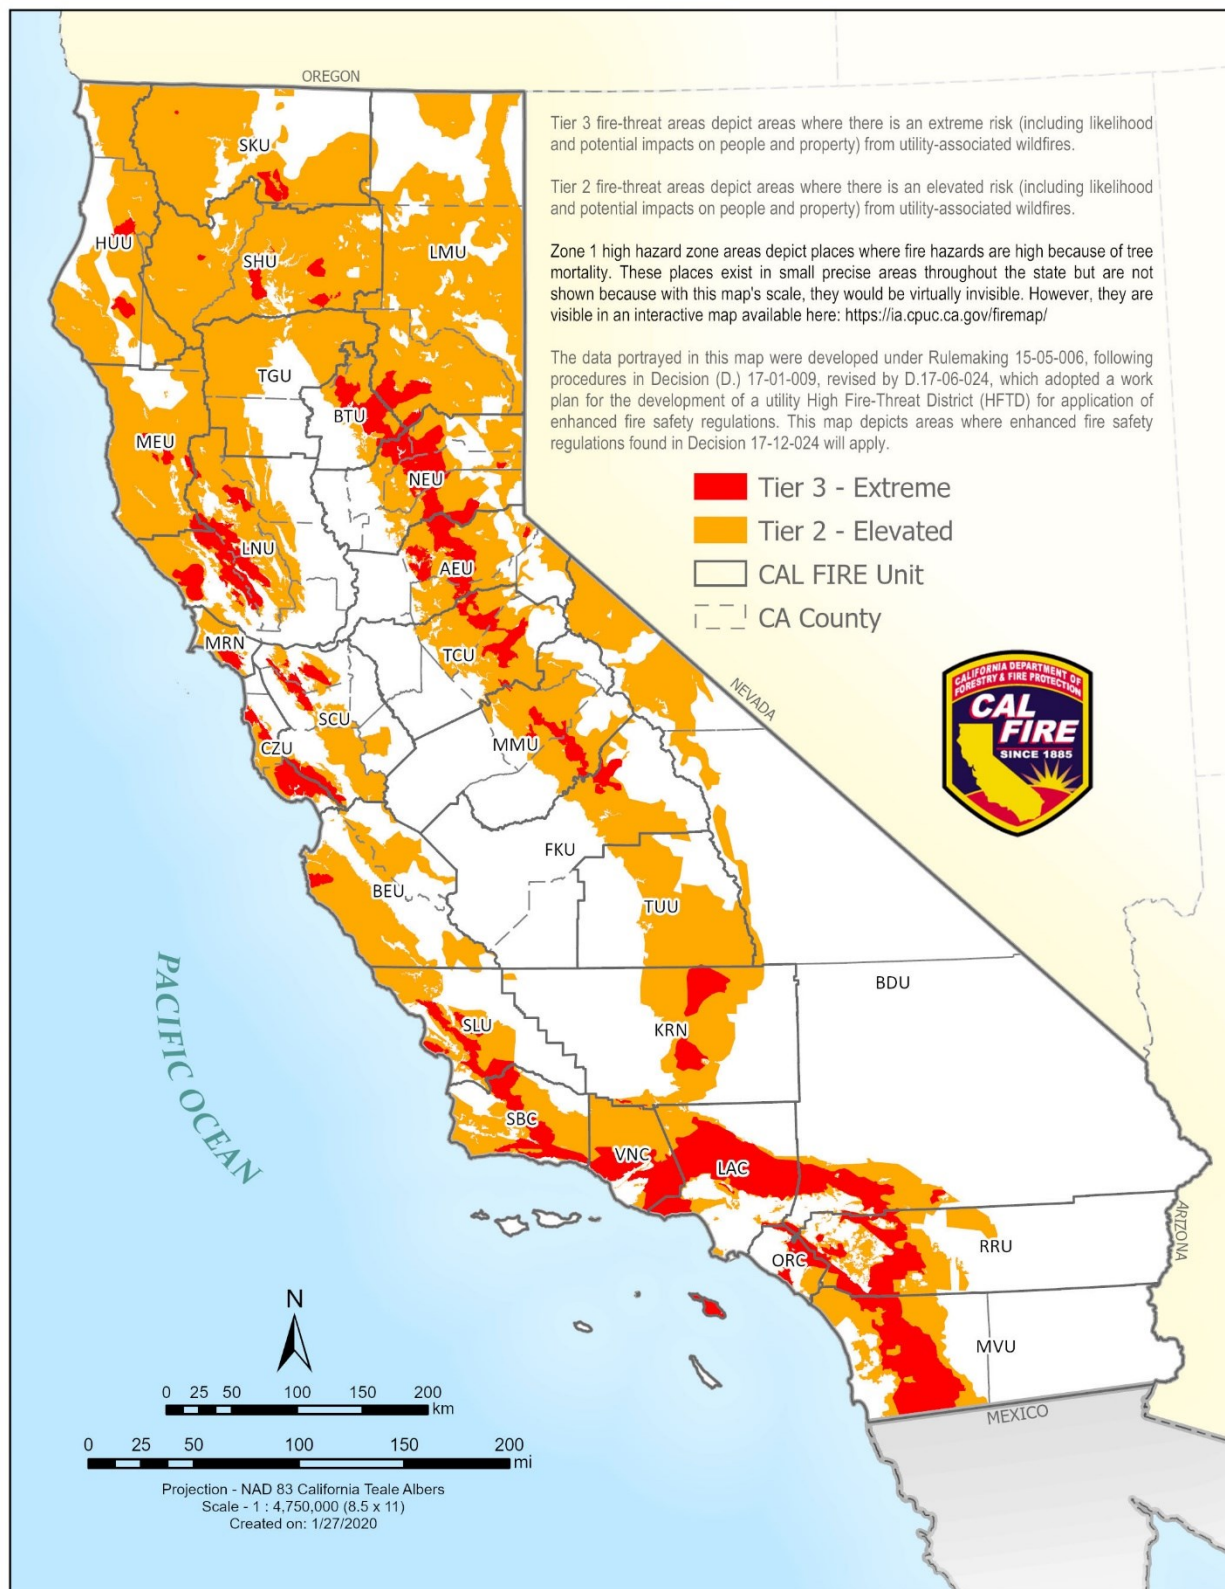 OREGON
Tier 3 fire-threat areas depict areas where there is an extreme risk (including likelihood
and potential impacts on people and property) from utility-associated wildfires.
Tier 2 fire-threat areas depict areas where there is an elevated risk (including likelihood
and potential impacts on people and property) from utility-associated wildfires.
Zone 1 high hazard zone areas depict places where fire hazards are high because of tree
mortality. These places exist in small precise areas throughout the state but are not
shown because with this map's scale, they would be virtually invisible. However, they are
visible in an interactive map available here: https://ia.cpuc.ca.gov/firemap/
The data portrayed in this map were developed under Rulemaking 15-05-006, following
procedures in Decision (D.) 17-01-009, revised by D.17-06-024, which adopted a work
plan for the development of a utility High Fire-Threat District (HFTD) for application of
enhanced fire safety regulations. This map depicts areas where enhanced fire safety
regulations found in Decision 17-12-024 will apply.
Tier 3 - Extreme
Tier 2 - Elevated
CAL FIRE Unit
CA County
CALIFORNIA DEPARTMENT OF
FORESTRY & FIRE PROTECTION
CAL
FIRE
SINCE 1885
SKU
HUU
SHU
LMU
TGU
BTU
MEU
NEU
LNU
AEU
MRN
TCU
NEVADA
SCU
CZU
MMU
FKU
BEU
TUU
PACIFIC OCEAN
BDU
SLU
KRN
SBC
VNC
LAC
ARIZONA
ORC
RRU
MVU
MEXICO
N
0 25 50 100 150 200
km
0 25 50 100 150 200
mi
Projection - NAD 83 California Teale Albers
Scale - 1 : 4,750,000 (8.5 x 11)
Created on: 1/27/2020